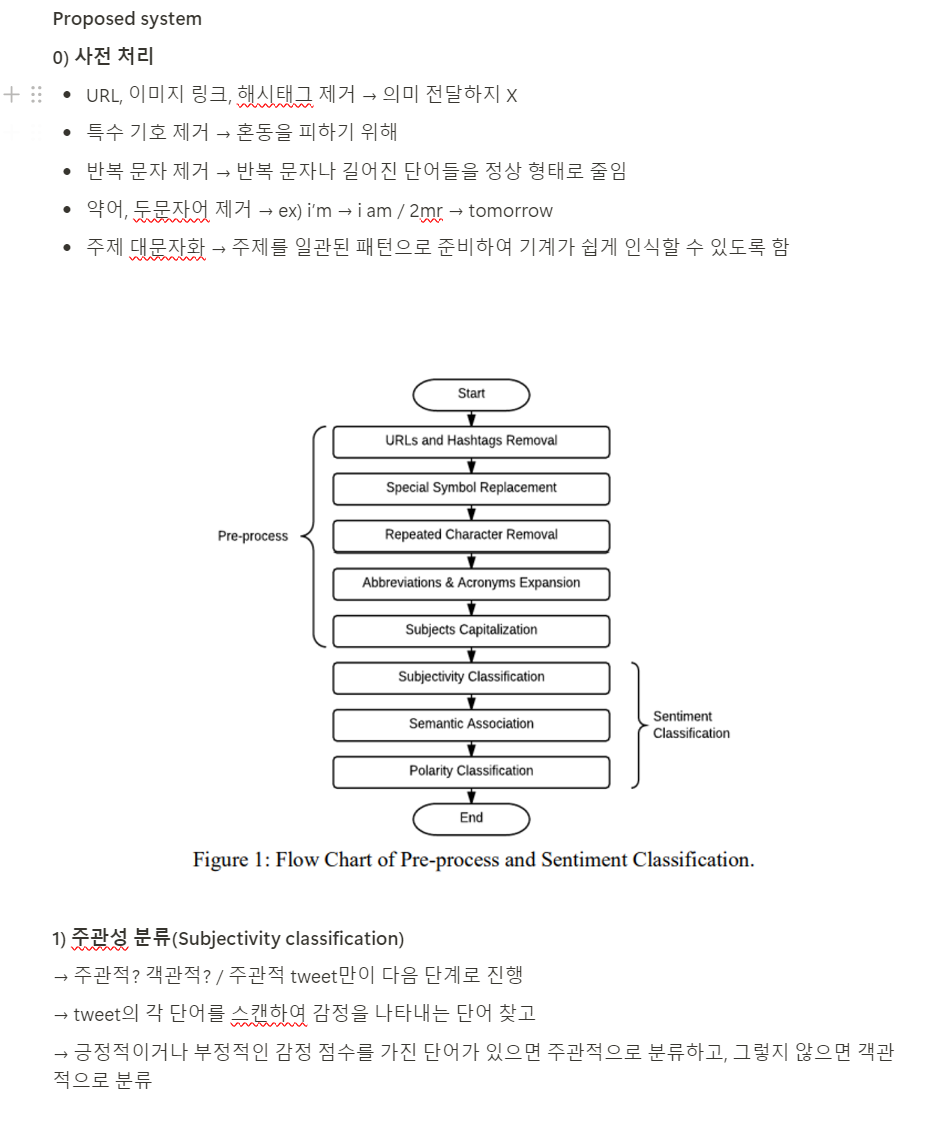 Proposed system
0) 사전 처리
• URL, 이미지 링크, 해시태그 제거 → 의미 전달하지 X
• 특수 기호 제거 → 혼동을 피하기 위해
• 반복 문자 제거 → 반복 문자나 길어진 단어들을 정상 형태로 줄임
• 약어, 두문자어 제거 → ex) i’m → i am / 2mr → tomorrow
• 주제 대문자화 → 주제를 일관된 패턴으로 준비하여 기계가 쉽게 인식할 수 있도록 함
Start
URLs and Hashtags Removal
Special Symbol Replacement
Pre-process
Repeated Character Removal
Abbreviations & Acronyms Expansion
Subjects Capitalization
Subjectivity Classification
Semantic Association
Sentiment
Classification
Polarity Classification
End
Figure 1: Flow Chart of Pre-process and Sentiment Classification.
1) 주관성 분류(Subjectivity classification)
→ 주관적? 객관적? / 주관적 tweet만이 다음 단계로 진행
→ tweet의 각 단어를 스캔하여 감정을 나타내는 단어 찾고
→ 긍정적이거나 부정적인 감정 점수를 가진 단어가 있으면 주관적으로 분류하고, 그렇지 않으면 객관
적으로 분류